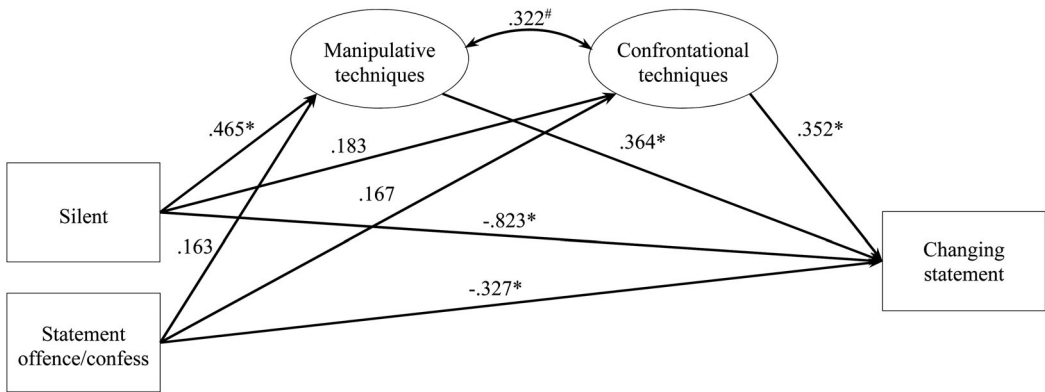 .322#
Manipulative
techniques
Confrontational
techniques
.465*
.183
.364*
.352*
Silent
.167
-.823*
.163
Changing
statement
-.327*
Statement
offence/confess